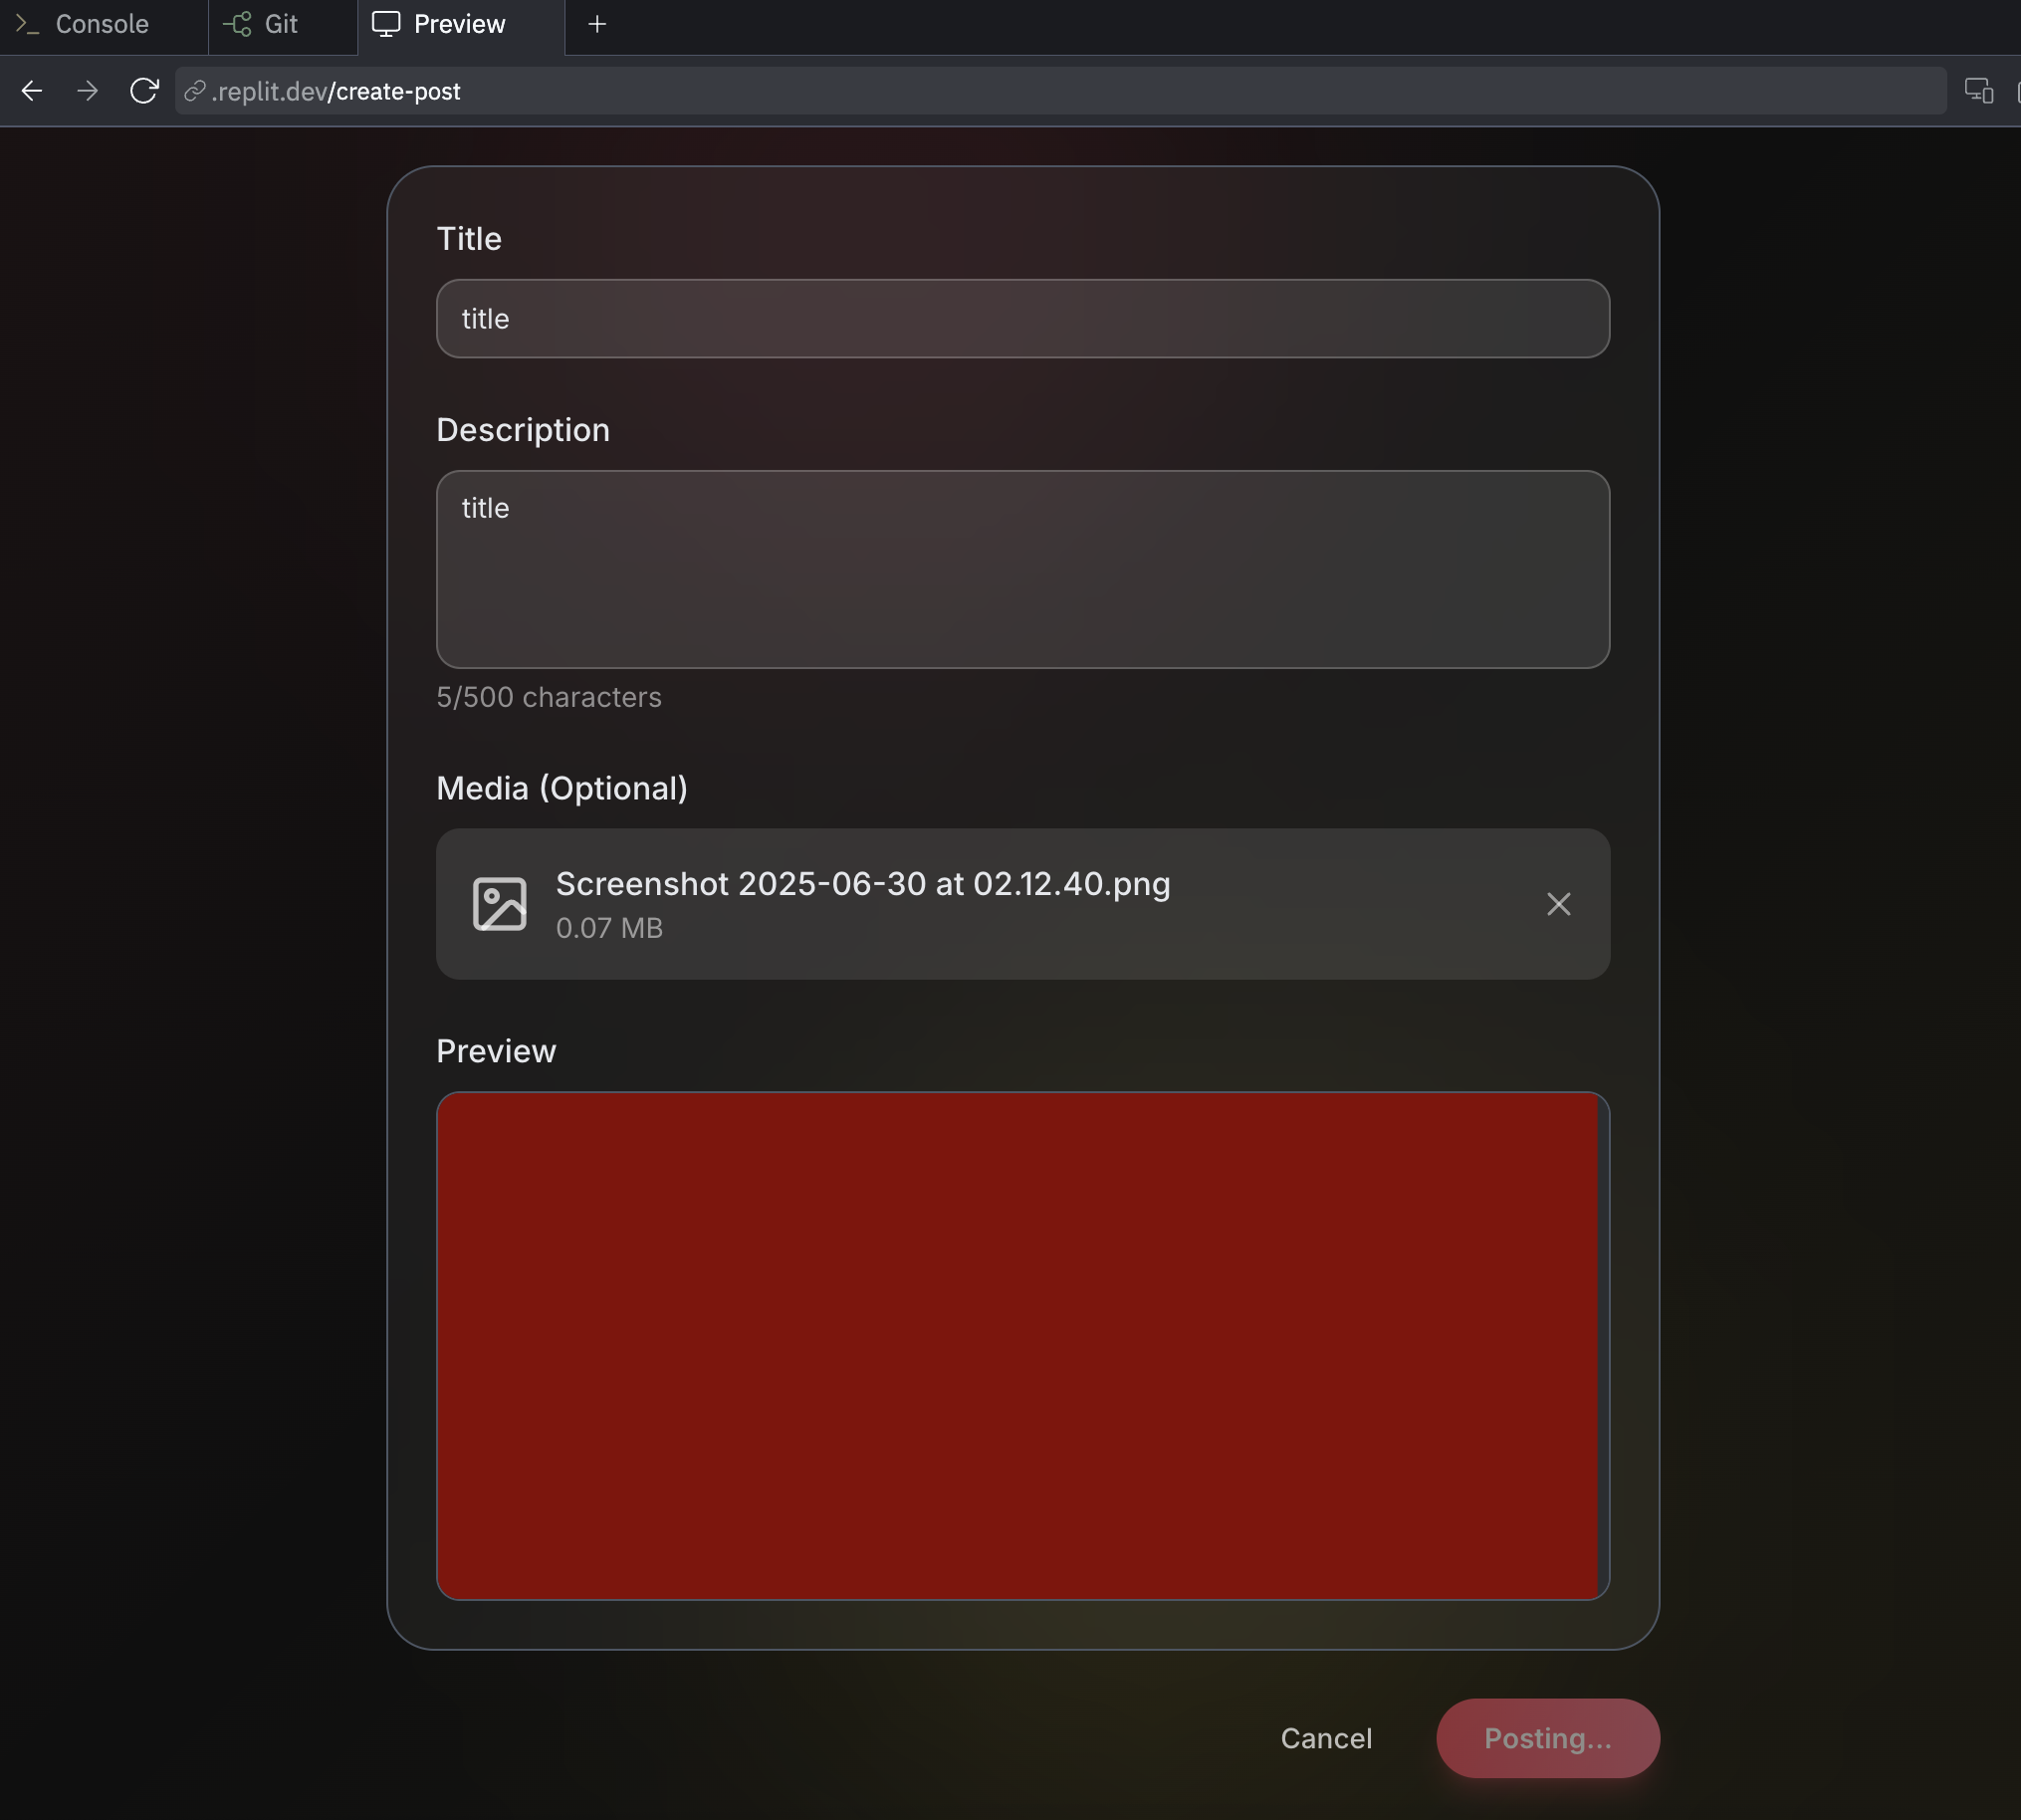 Console Git Preview
.replit.dev/create-post
Title
title
Description
title
5/500 characters
Media (Optional)
Screenshot 2025-06-30 at 02.12.40.png
0.07 MB
Preview
Cancel Posting...